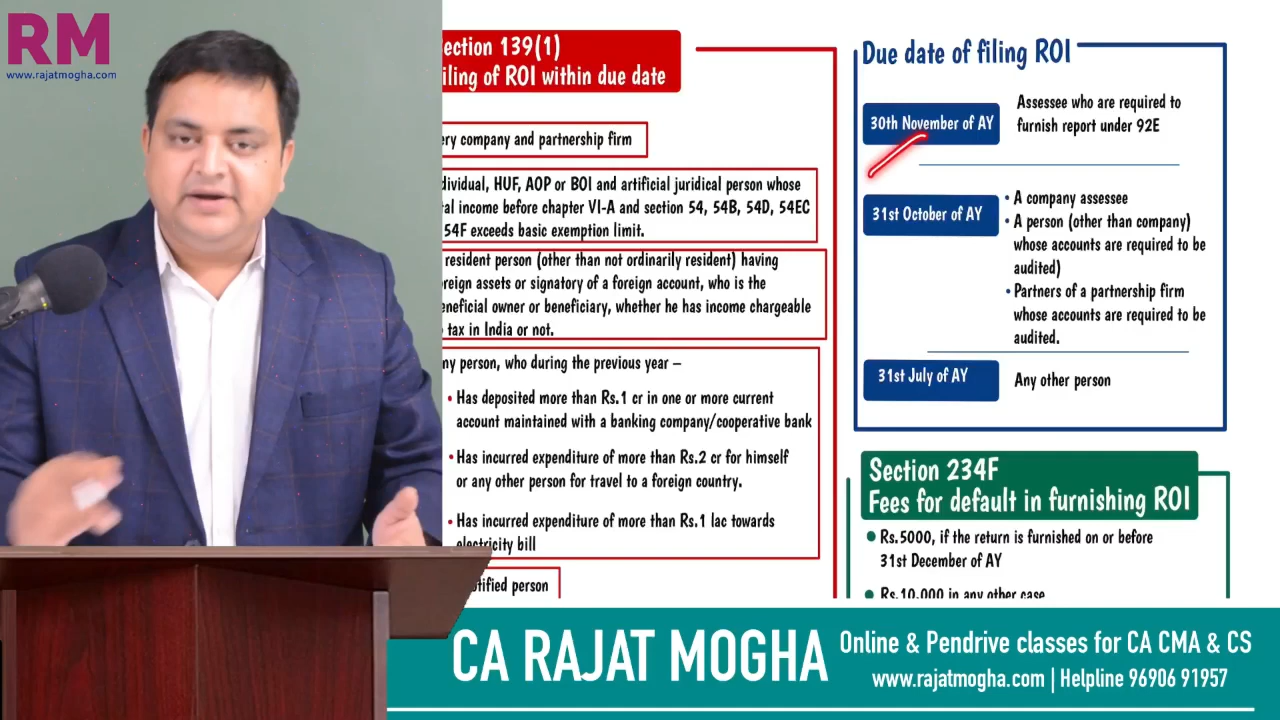 RM
www.rajatmogha.com
ection 139(1)
iling of ROI within due date
ery company and partnership firm
dividual, HUF, AOP or BOI and artificial juridical person whose
tal income before chapter VI-A and section 54, 54B, 54D, 54EC
54F exceeds basic exemption limit.
resident person (other than not ordinarily resident) having
reign assets or signatory of a foreign account, who is the
eneficial owner or beneficiary, whether he has income chargeable
tax in India or not.
ny person, who during the previous year –
• Has deposited more than Rs.1 cr in one or more current
account maintained with a banking company/cooperative bank
• Has incurred expenditure of more than Rs.2 cr for himself
or any other person for travel to a foreign country.
• Has incurred expenditure of more than Rs.1 lac towards
electricity bill
otified person
Due date of filing ROI
30th November of AY
Assessee who are required to
furnish report under 92E
31st October of AY
• A company assessee
• A person (other than company)
whose accounts are required to be
audited)
• Partners of a partnership firm
whose accounts are required to be
audited.
31st July of AY
Any other person
Section 234F
Fees for default in furnishing ROI
• Rs.5000, if the return is furnished on or before
31st December of AY
• Rs.10,000 in any other case
CA RAJAT MOGHA
Online & Pendrive classes for CA CMA & CS
www.rajatmogha.com | Helpline 96906 91957